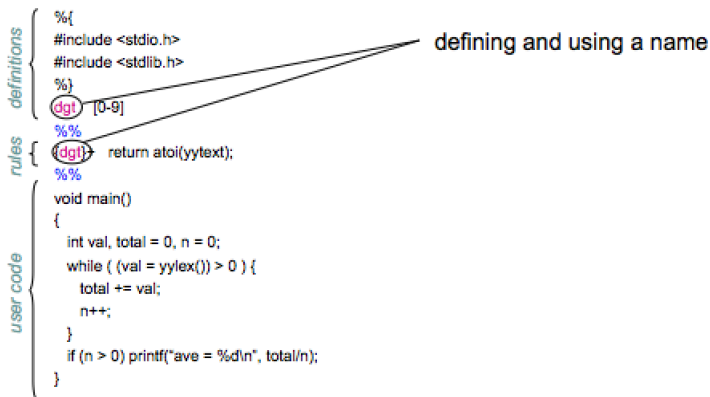 %{
#include <stdio.h>
#include <stdlib.h>
%}
dgt [0-9]
%%
{dgt}+ return atoi(yytext);
%%
void main()
{
int val, total = 0, n = 0;
while ( (val = yylex()) > 0 ) {
total += val;
n++;
}
if (n > 0) printf("ave = %d\n", total/n);
}
definitions
rules
user code
defining and using a name